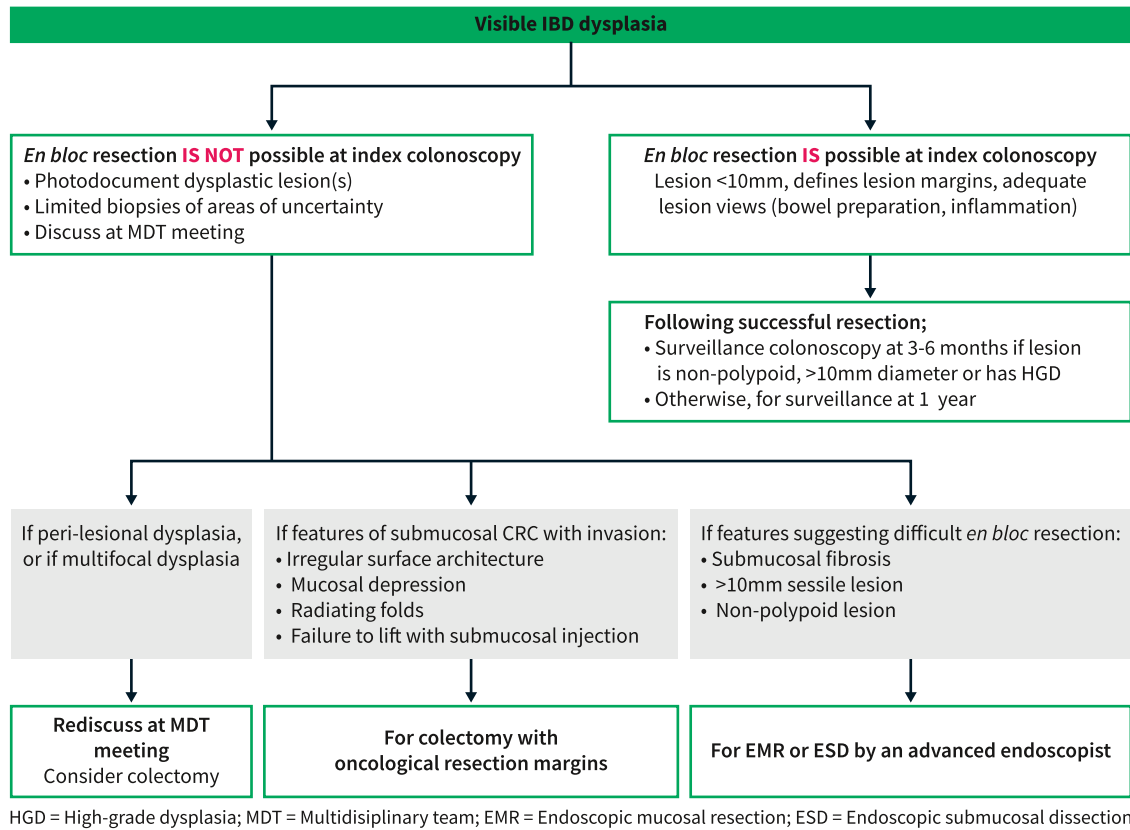 Visible IBD dysplasia
En bloc resection IS NOT possible at index colonoscopy
• Photodocument dysplastic lesion(s)
• Limited biopsies of areas of uncertainty
• Discuss at MDT meeting
En bloc resection IS possible at index colonoscopy
Lesion <10mm, defines lesion margins, adequate
lesion views (bowel preparation, inflammation)
Following successful resection;
• Surveillance colonoscopy at 3-6 months if lesion
is non-polypoid, >10mm diameter or has HGD
• Otherwise, for surveillance at 1 year
If peri-lesional dysplasia,
or if multifocal dysplasia
If features of submucosal CRC with invasion:
• Irregular surface architecture
• Mucosal depression
• Radiating folds
• Failure to lift with submucosal injection
If features suggesting difficult en bloc resection:
• Submucosal fibrosis
• >10mm sessile lesion
• Non-polypoid lesion
Rediscuss at MDT
meeting
Consider colectomy
For colectomy with
oncological resection margins
For EMR or ESD by an advanced endoscopist
HGD = High-grade dysplasia; MDT = Multidisiplinary team; EMR = Endoscopic mucosal resection; ESD = Endoscopic submucosal dissection